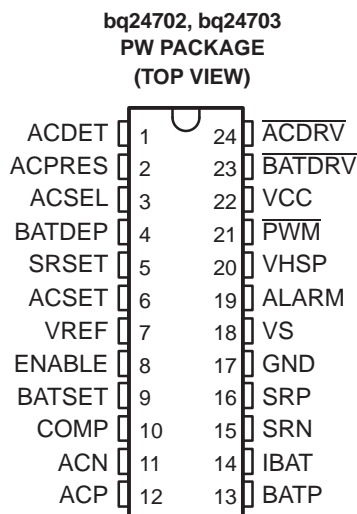 bq24702, bq24703
PW PACKAGE
(TOP VIEW)
ACDET 1 24 ACDRV
ACPRES 2 23 BATDRV
ACSEL 3 22 VCC
BATDEP 4 21 PWM
SRSET 5 20 VHSP
ACSET 6 19 ALARM
VREF 7 18 VS
ENABLE 8 17 GND
BATSET 9 16 SRP
COMP 10 15 SRN
ACN 11 14 IBAT
ACP 12 13 BATP